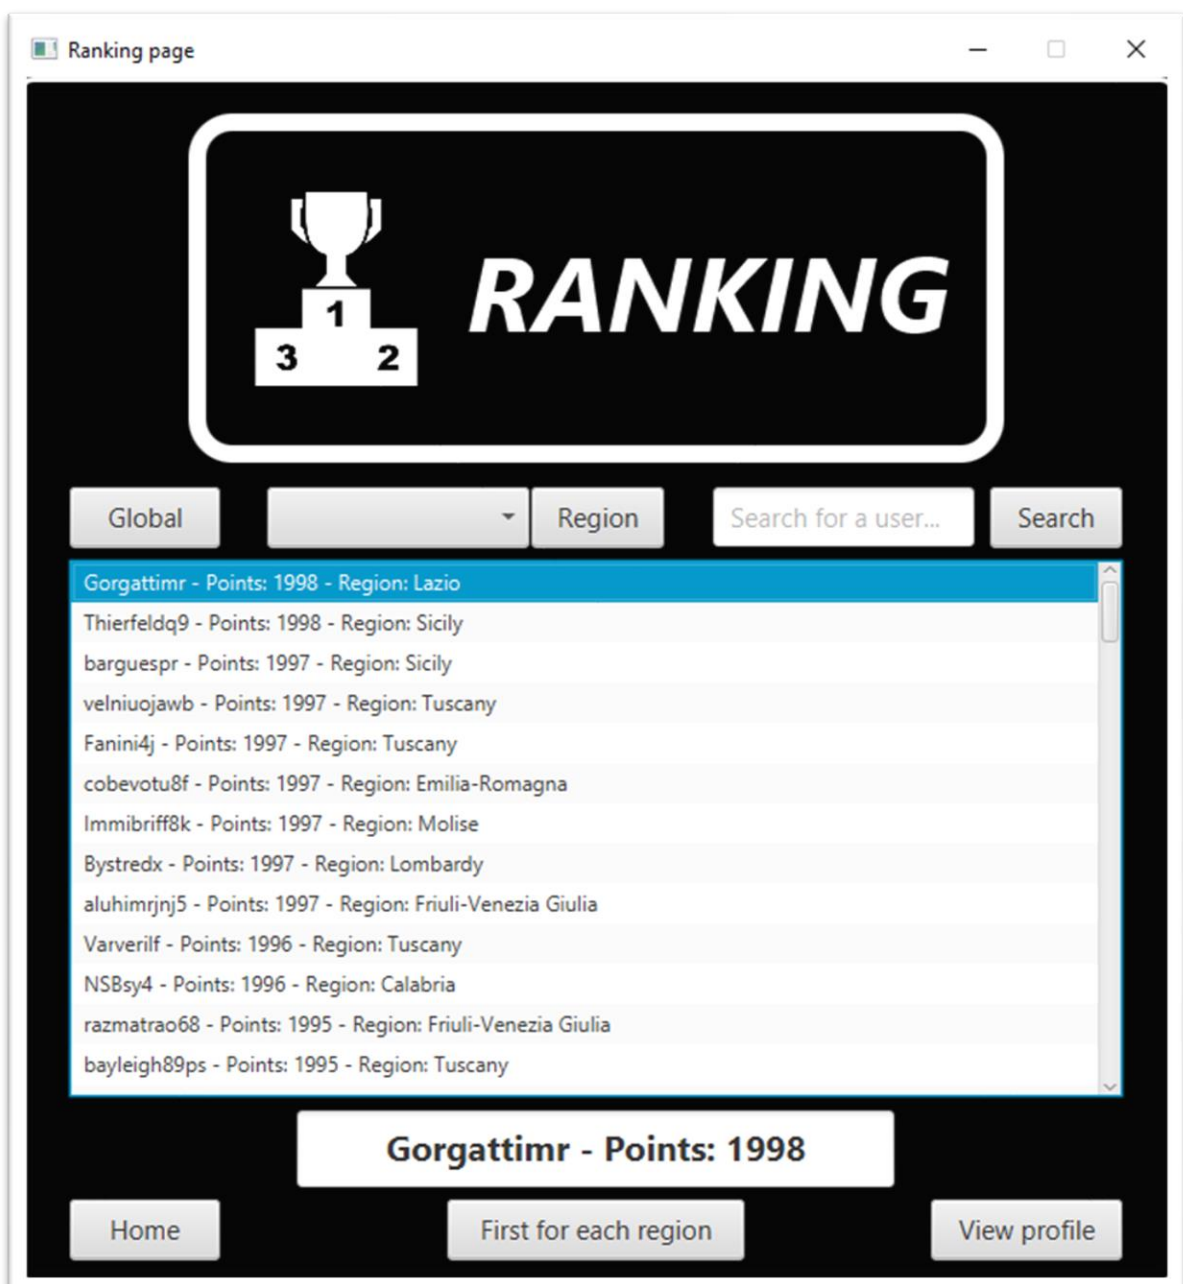 Ranking page
1
3 2
RANKING
Global Region Search for a user... Search
Gorgattimr - Points: 1998 - Region: Lazio
Thierfeldq9 - Points: 1998 - Region: Sicily
barguespr - Points: 1997 - Region: Sicily
velniuojawb - Points: 1997 - Region: Tuscany
Fanini4j - Points: 1997 - Region: Tuscany
cobevotu8f - Points: 1997 - Region: Emilia-Romagna
Immibriff8k - Points: 1997 - Region: Molise
Bystredx - Points: 1997 - Region: Lombardy
aluhimrjnj5 - Points: 1997 - Region: Friuli-Venezia Giulia
Varverilf - Points: 1996 - Region: Tuscany
NSBsy4 - Points: 1996 - Region: Calabria
razmatrao68 - Points: 1995 - Region: Friuli-Venezia Giulia
bayleigh89ps - Points: 1995 - Region: Tuscany
Gorgattimr - Points: 1998
Home First for each region View profile